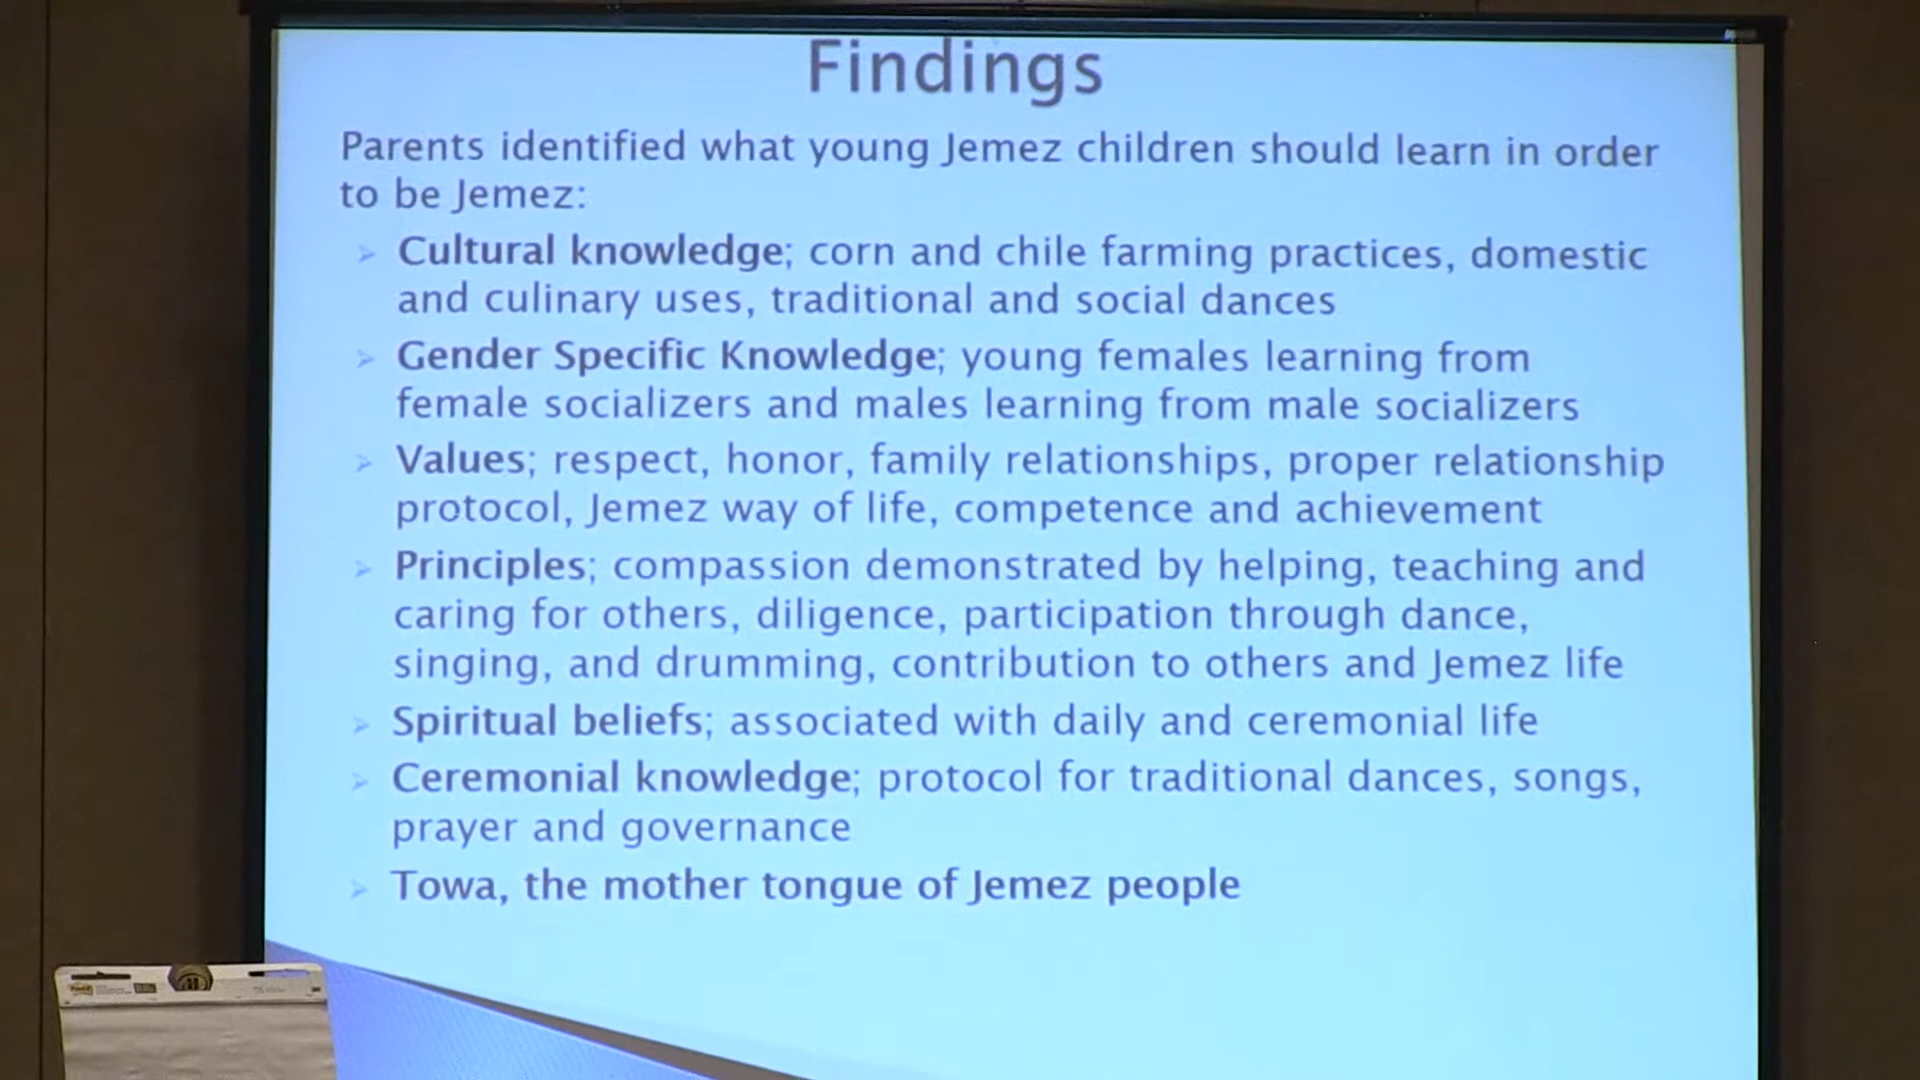 Findings
Parents identified what young Jemez children should learn in order
to be Jemez:
Cultural knowledge; corn and chile farming practices, domestic
and culinary uses, traditional and social dances
Gender Specific Knowledge; young females learning from
female socializers and males learning from male socializers
Values; respect, honor, family relationships, proper relationship
protocol, Jemez way of life, competence and achievement
Principles; compassion demonstrated by helping, teaching and
caring for others, diligence, participation through dance,
singing, and drumming, contribution to others and Jemez life
Spiritual beliefs; associated with daily and ceremonial life
Ceremonial knowledge; protocol for traditional dances, songs,
prayer and governance
Towa, the mother tongue of Jemez people